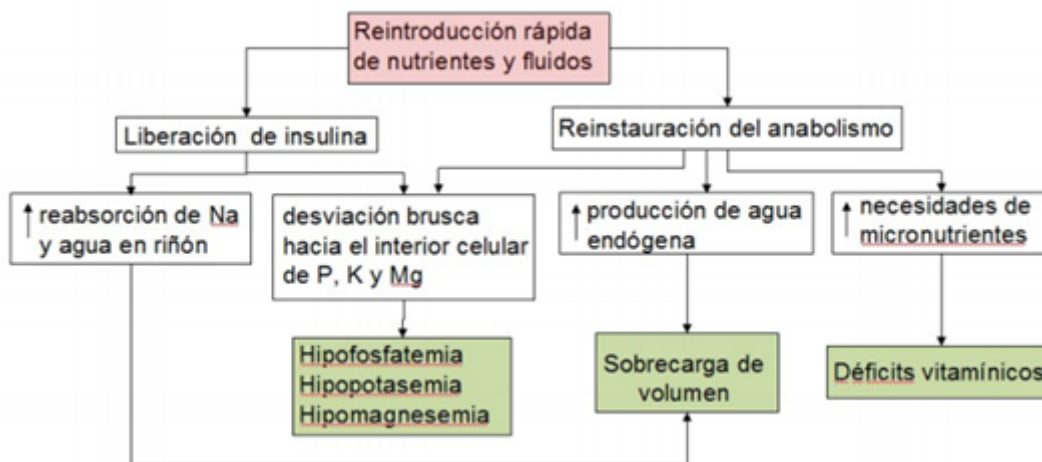 Reintroducción rápida
de nutrientes y fluidos
Liberación de insulina
Reinstauración del anabolismo
reabsorción de Na
y agua en riñón
desviación brusca
hacia el interior celular
de P, K y Mg
producción de agua
endógena
necesidades de
micronutrientes
Hipofosfatemia
Hipopotasemia
Hipomagnesemia
Sobrecarga de
volumen
Déficits vitamínicos